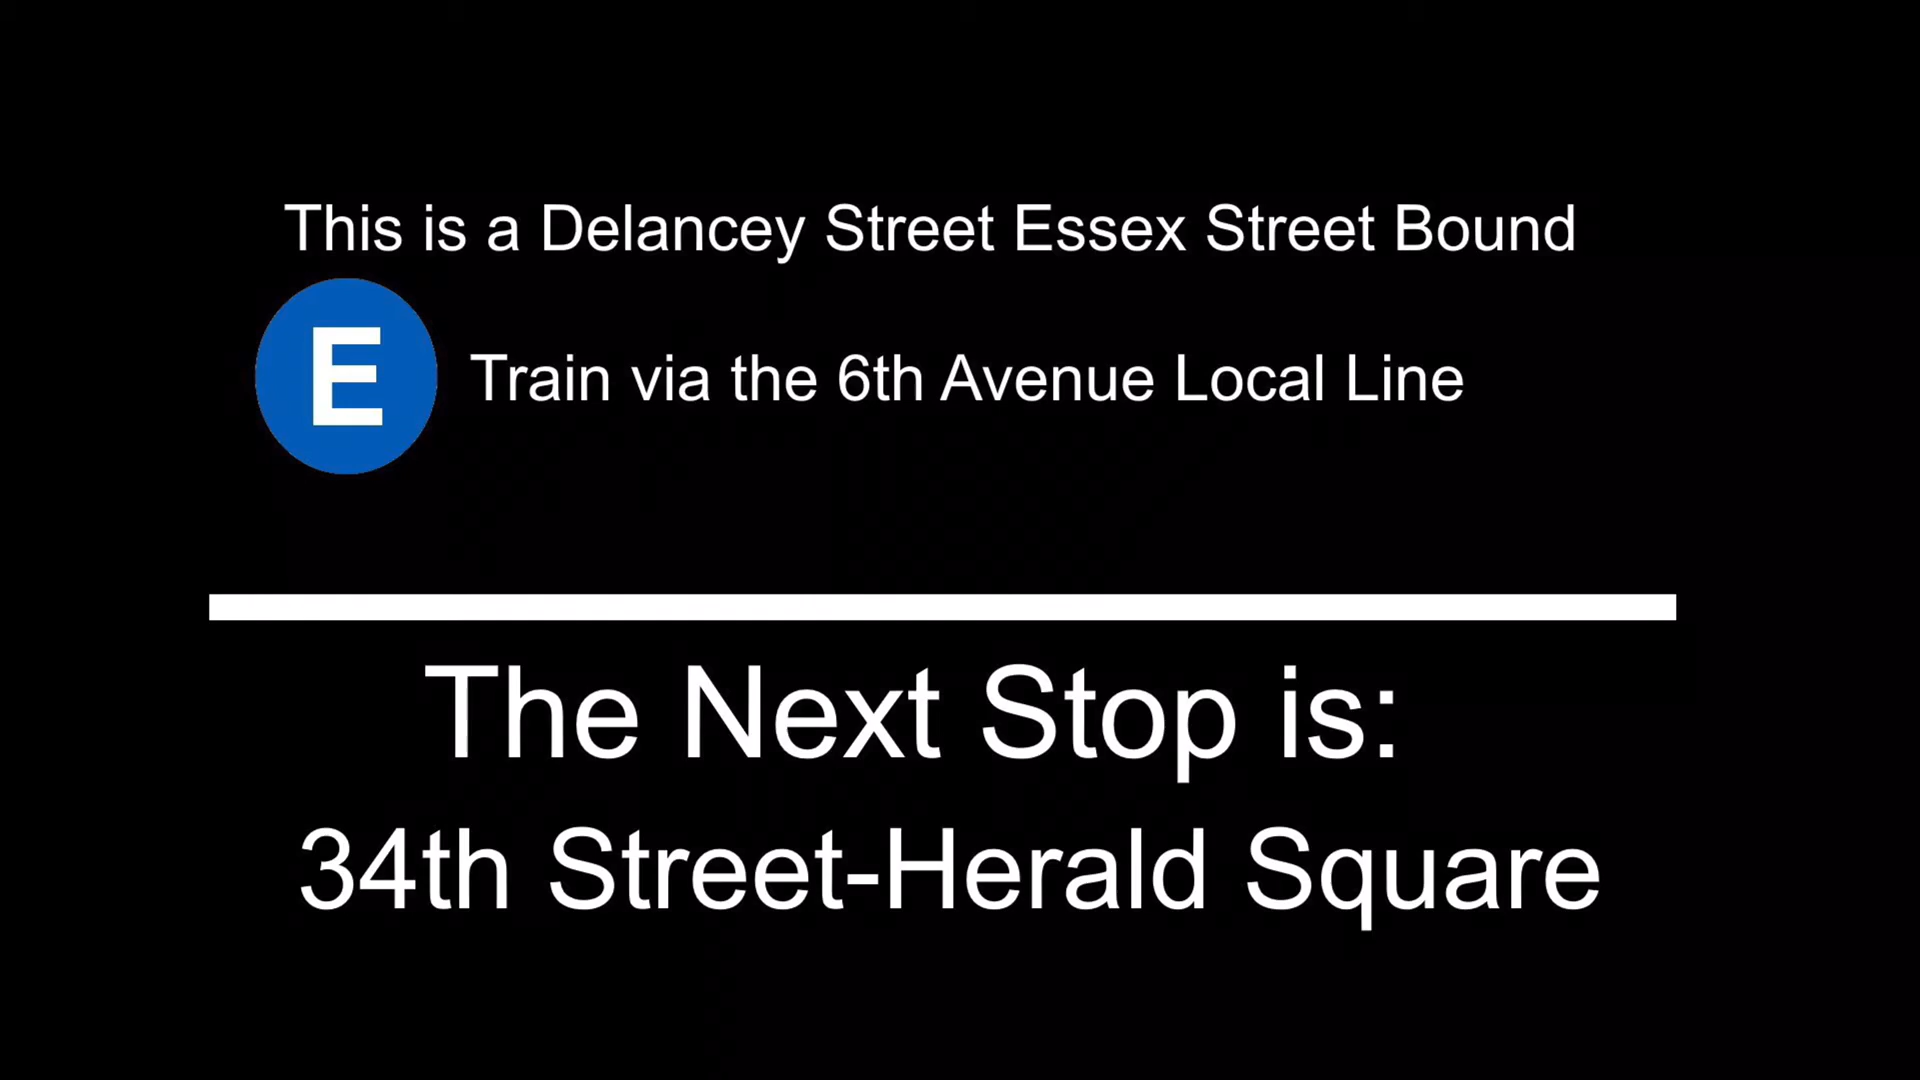 This is a Delancey Street Essex Street Bound
E Train via the 6th Avenue Local Line
The Next Stop is:
34th Street-Herald Square